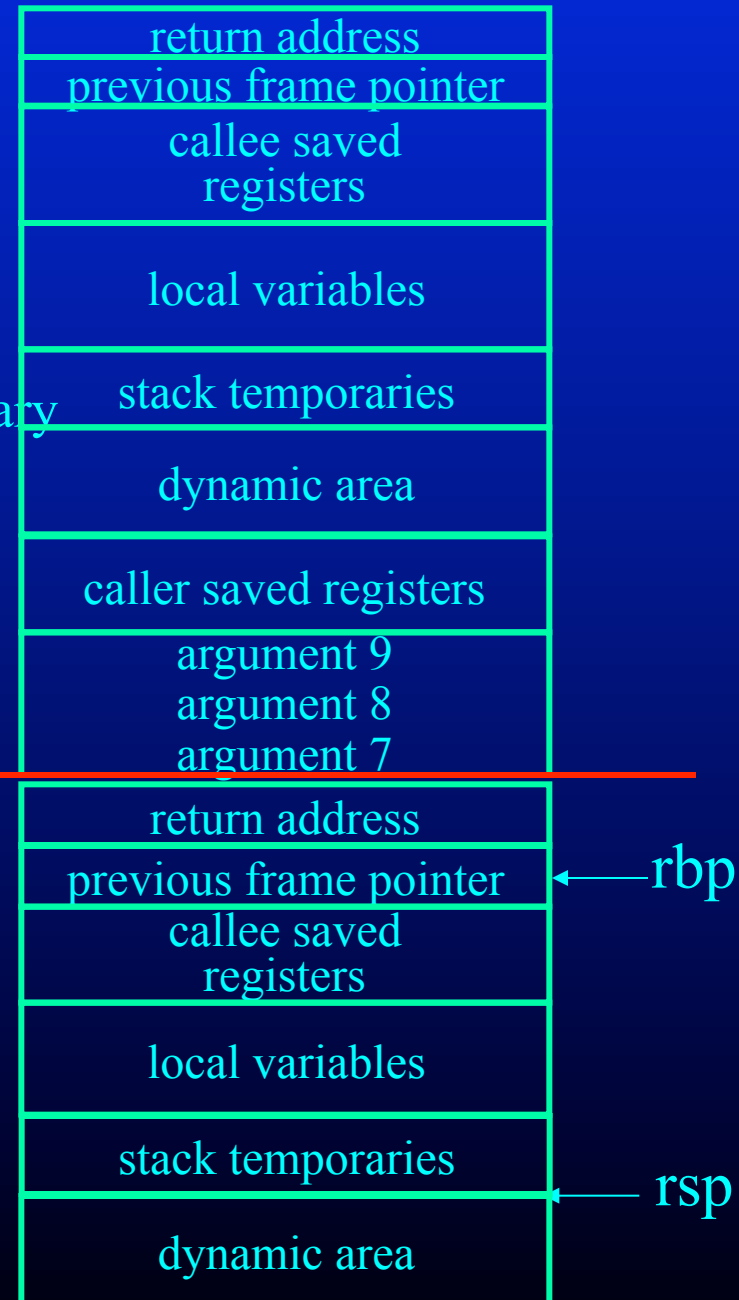 return address
previous frame pointer
callee saved
registers
local variables
stack temporaries
ary
dynamic area
caller saved registers
argument 9
argument 8
argument 7
return address
previous frame pointer
rbp
callee saved
registers
local variables
stack temporaries
rsp
dynamic area